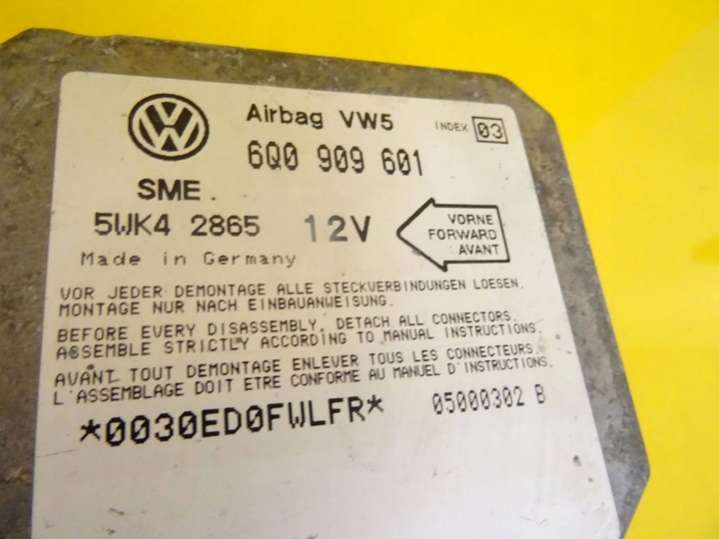 Airbag VW5 INDEX 03
6Q0 909 601
SME.
5WK4 2865 12V
VORNE
FORWARD
AVANT
Made in Germany
VOR JEDER DEMONTAGE ALLE STECKVERBINDUNGEN LOESEN.
MONTAGE NUR NACH EINBAUANWEISUNG.
BEFORE EVERY DISASSEMBLY, DETACH ALL CONNECTORS.
ASSEMBLE STRICTLY ACCORDING TO MANUAL INSTRUCTIONS.
AVANT TOUT DEMONTAGE ENLEVER TOUS LES CONNECTEURS.
L'ASSEMBLAGE DOIT ETRE CONFORME AU MANUEL D'INSTRUCTIONS.
*0030ED0FWLFR* 05000302 B